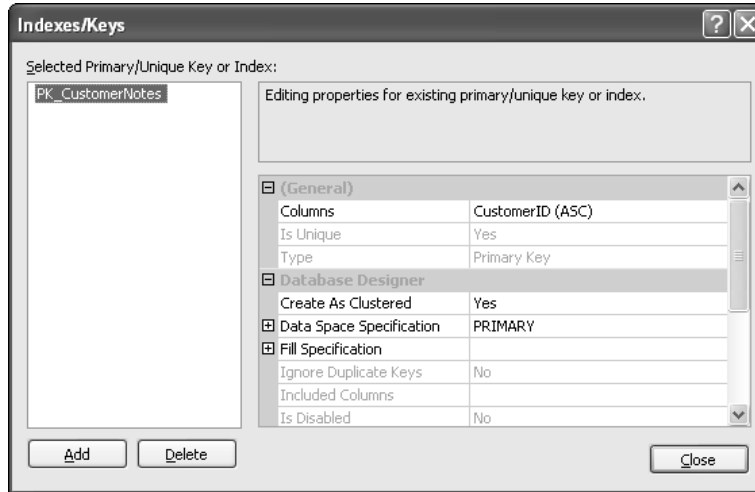 Indexes/Keys
Selected Primary/Unique Key or Index:
PK_CustomerNotes
Editing properties for existing primary/unique key or index.
(General)
Columns CustomerID (ASC)
Is Unique Yes
Type Primary Key
Database Designer
Create As Clustered Yes
Data Space Specification PRIMARY
Fill Specification
Ignore Duplicate Keys No
Included Columns
Is Disabled No
Add Delete
Close